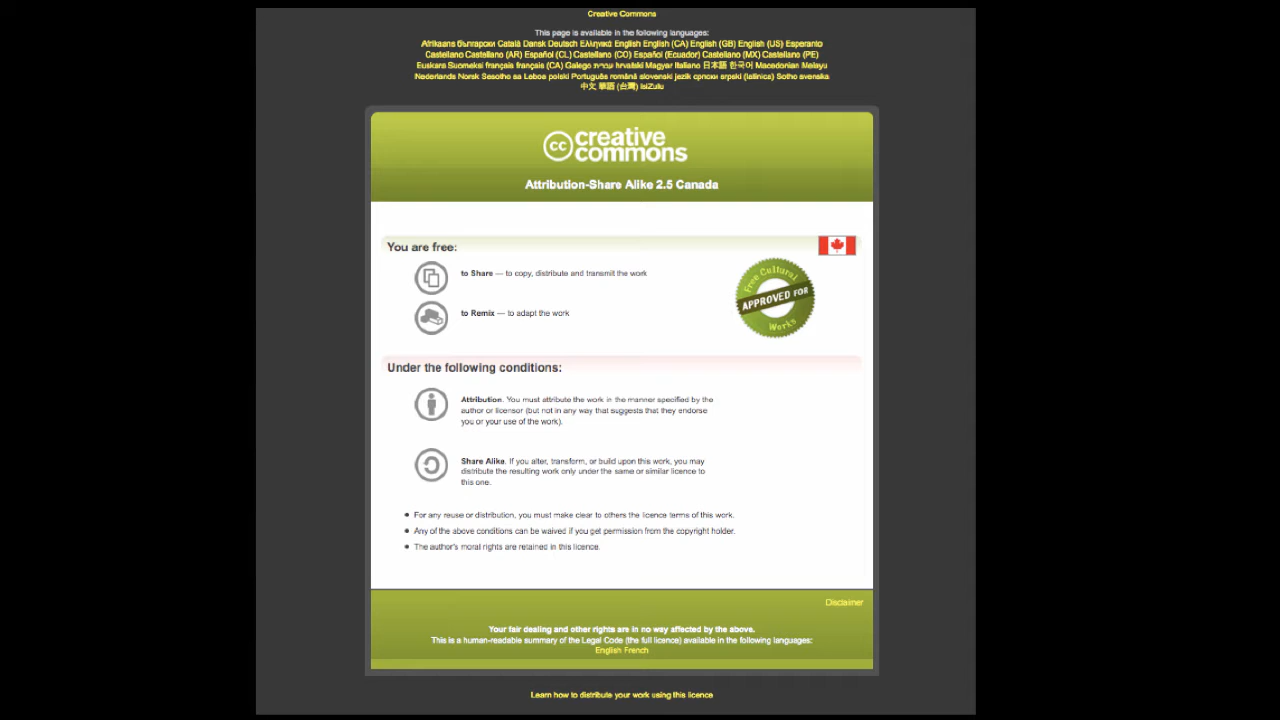 Creative Commons
This page is available in the following languages:
Afrikaans български Català Dansk Deutsch Ελληνικά English English (CA) English (GB) English (US) Esperanto
Castellano Castellano (AR) Español (CL) Castellano (CO) Español (Ecuador) Castellano (MX) Castellano (PE)
Euskara Suomeksi français français (CA) Galego עברית hrvatski Magyar Italiano 日本語 한국어 Macedonian Melayu
Nederlands Norsk Sesotho sa Leboa polski Português română slovenski jezik српски srpski (latinica) Sotho svenska
中文 華語 (台灣) isiZulu
cc creative commons
Attribution-Share Alike 2.5 Canada
You are free:
to Share — to copy, distribute and transmit the work
to Remix — to adapt the work
Free Cultural
APPROVED FOR
Works
Under the following conditions:
Attribution. You must attribute the work in the manner specified by the
author or licensor (but not in any way that suggests that they endorse
you or your use of the work).
Share Alike. If you alter, transform, or build upon this work, you may
distribute the resulting work only under the same or similar licence to
this one.
For any reuse or distribution, you must make clear to others the licence terms of this work.
Any of the above conditions can be waived if you get permission from the copyright holder.
The author's moral rights are retained in this licence.
Disclaimer
Your fair dealing and other rights are in no way affected by the above.
This is a human-readable summary of the Legal Code (the full licence) available in the following languages:
English French
Learn how to distribute your work using this licence